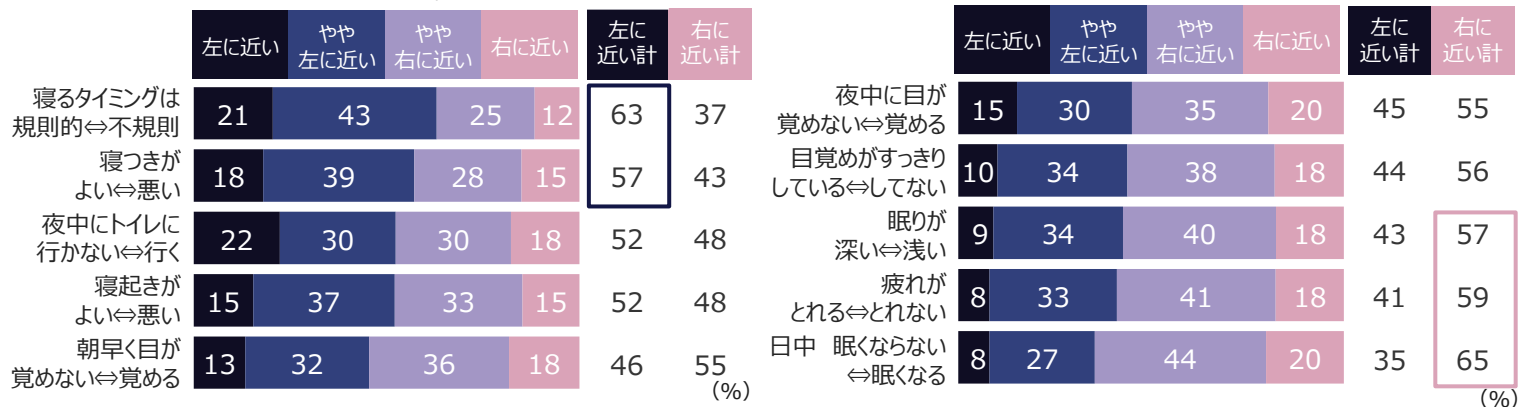 左に近い
やや
左に近い
やや
右に近い
右に近い
左に
近い計
右に
近い計
寝るタイミングは
規則的⇔不規則
21 43 25 12 63 37
寝つきが
よい⇔悪い
18 39 28 15 57 43
夜中にトイレに
行かない⇔行く
22 30 30 18 52 48
寝起きが
よい⇔悪い
15 37 33 15 52 48
朝早く目が
覚めない⇔覚める
13 32 36 18 46 55
(%)
左に近い
やや
左に近い
やや
右に近い
右に近い
左に
近い計
右に
近い計
夜中に目が
覚めない⇔覚める
15 30 35 20 45 55
目覚めがすっきり
している⇔してない
10 34 38 18 44 56
眠りが
深い⇔浅い
9 34 40 18 43 57
疲れが
とれる⇔とれない
8 33 41 18 41 59
日中 眠くならない
⇔眠くなる
8 27 44 20 35 65
(%)